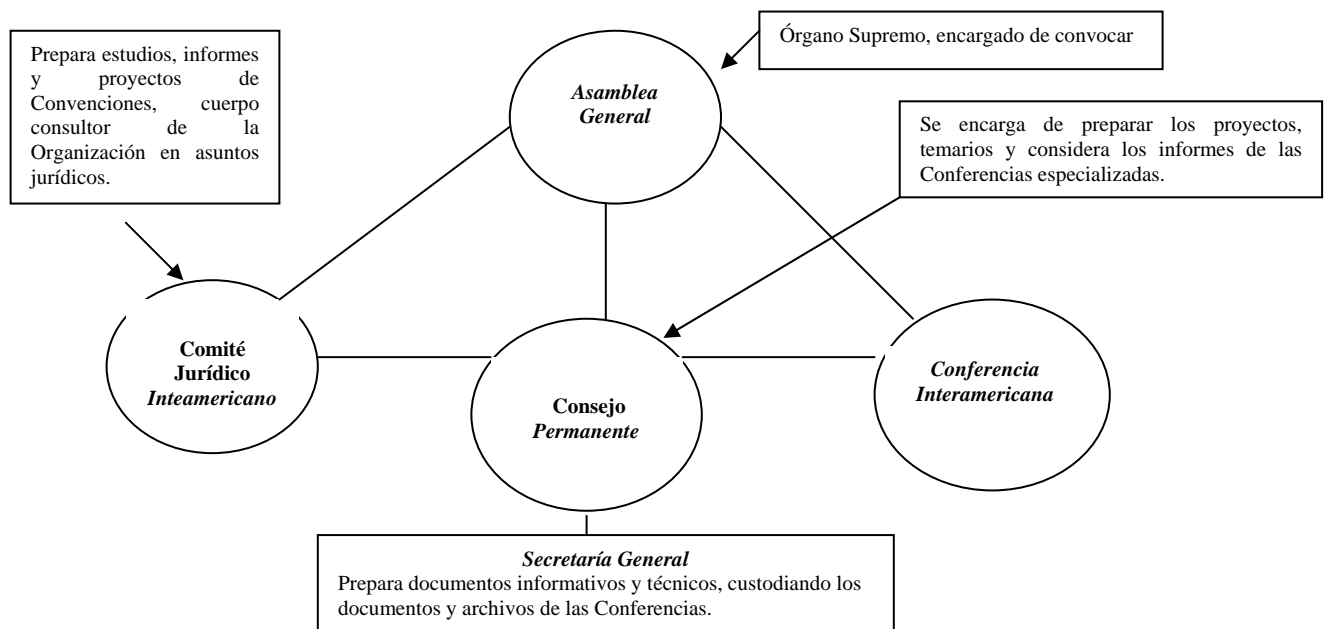 Órgano Supremo, encargado de convocar
Prepara estudios, informes
y proyectos de
Convenciones, cuerpo
consultor de la
Organización en asuntos
jurídicos.
Asamblea
General
Se encarga de preparar los proyectos,
temarios y considera los informes de las
Conferencias especializadas.
Comité
Jurídico
Inteamericano
Consejo
Permanente
Conferencia
Interamericana
Secretaría General
Prepara documentos informativos y técnicos, custodiando los
documentos y archivos de las Conferencias.